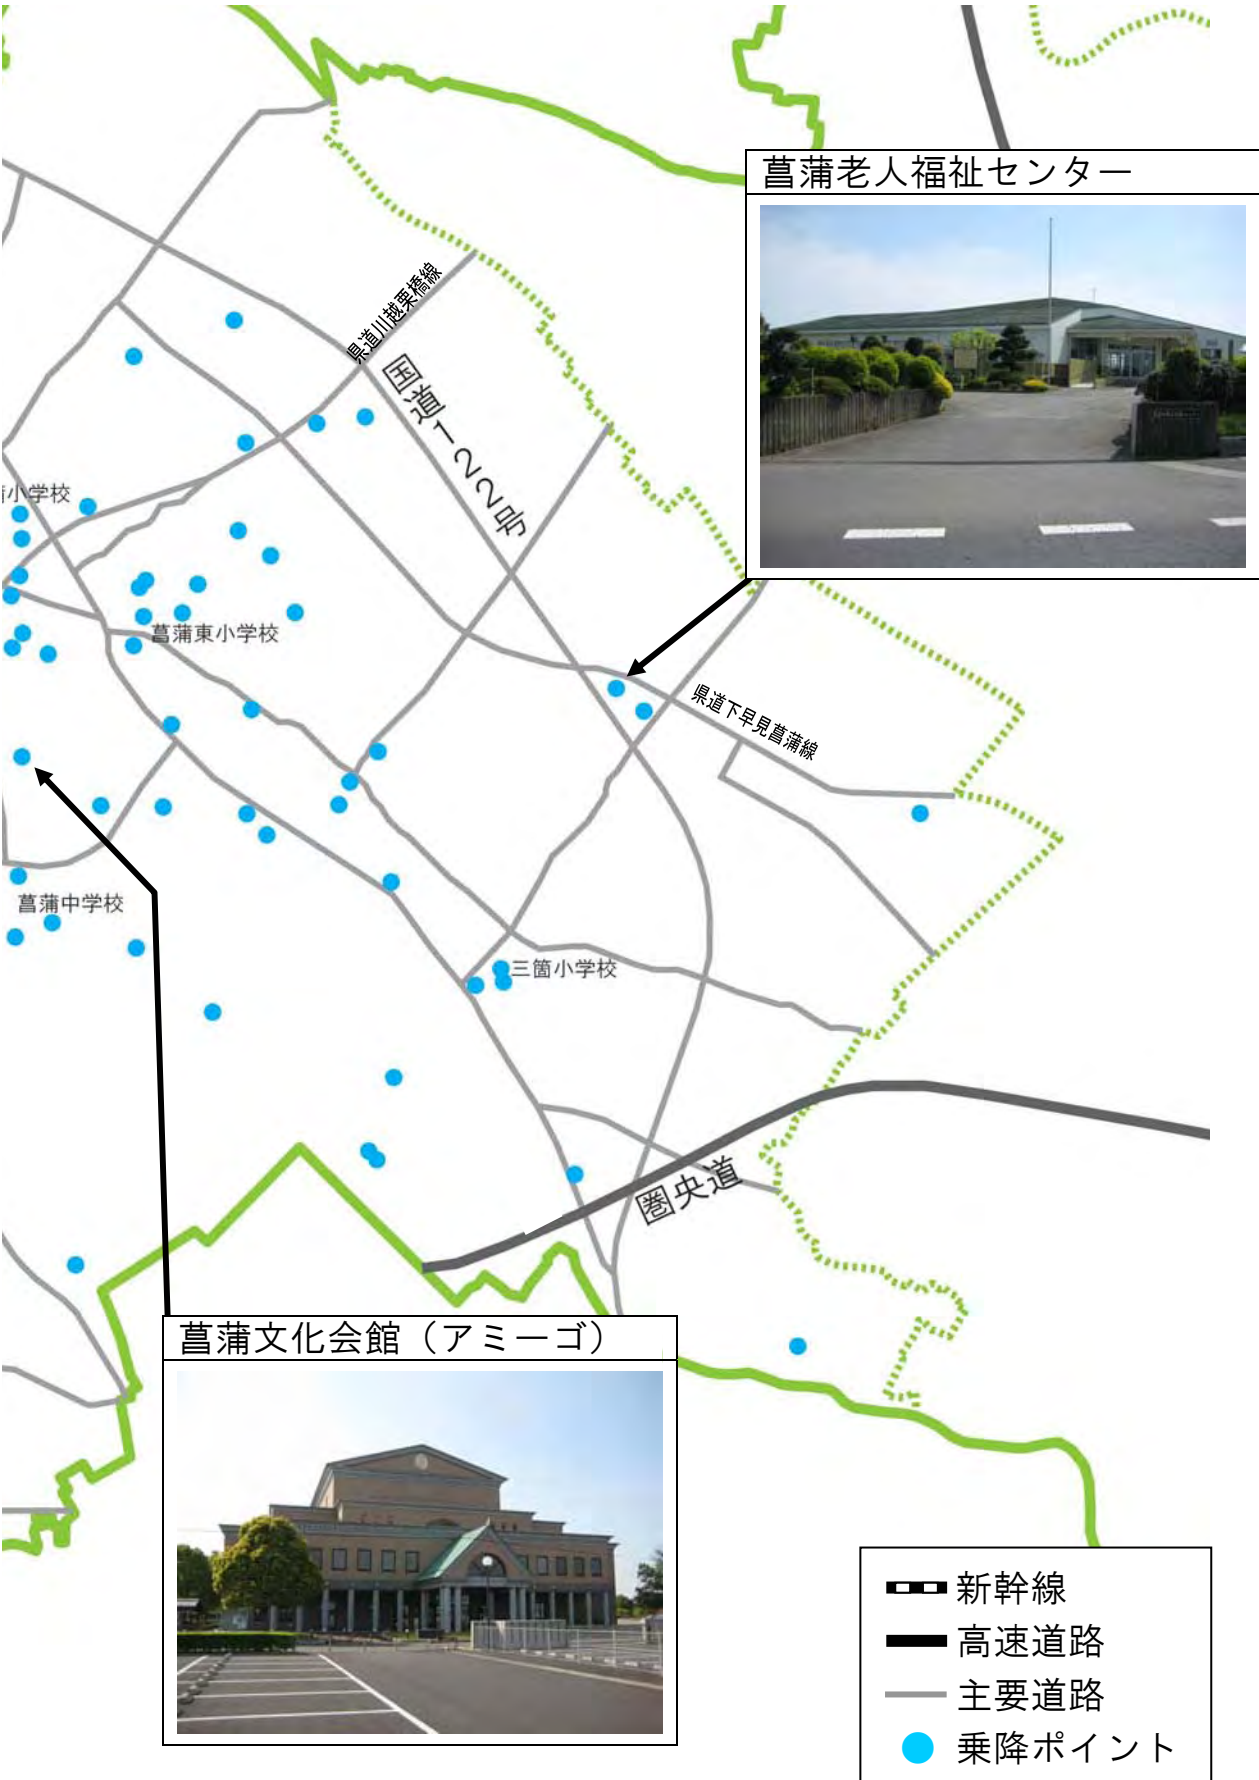 菖蒲老人福祉センター
県道川越栗橋線
国道122号
小学校
菖蒲東小学校
県道下早見菖蒲線
菖蒲中学校
三箇小学校
圏央道
菖蒲文化会館（アミーゴ）
新幹線
高速道路
主要道路
乗降ポイント